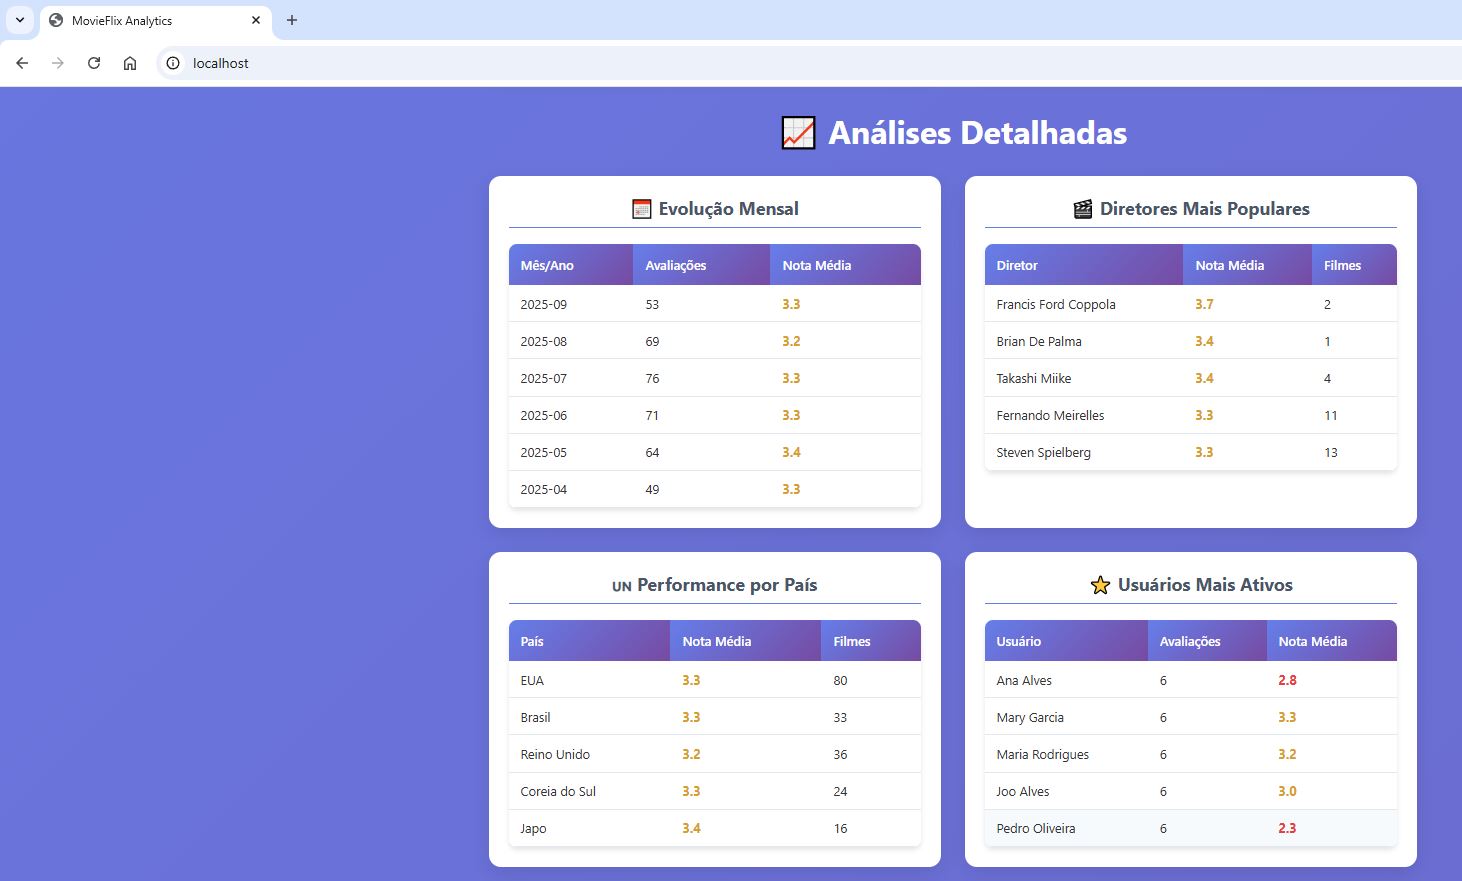 MovieFlix Analytics
localhost
Análises Detalhadas
Evolução Mensal
Mês/Ano Avaliações Nota Média
2025-09 53 3.3
2025-08 69 3.2
2025-07 76 3.3
2025-06 71 3.3
2025-05 64 3.4
2025-04 49 3.3
Diretores Mais Populares
Diretor Nota Média Filmes
Francis Ford Coppola 3.7 2
Brian De Palma 3.4 1
Takashi Miike 3.4 4
Fernando Meirelles 3.3 11
Steven Spielberg 3.3 13
UN Performance por País
País Nota Média Filmes
EUA 3.3 80
Brasil 3.3 33
Reino Unido 3.2 36
Coreia do Sul 3.3 24
Japo 3.4 16
Usuários Mais Ativos
Usuário Avaliações Nota Média
Ana Alves 6 2.8
Mary Garcia 6 3.3
Maria Rodrigues 6 3.2
Joo Alves 6 3.0
Pedro Oliveira 6 2.3